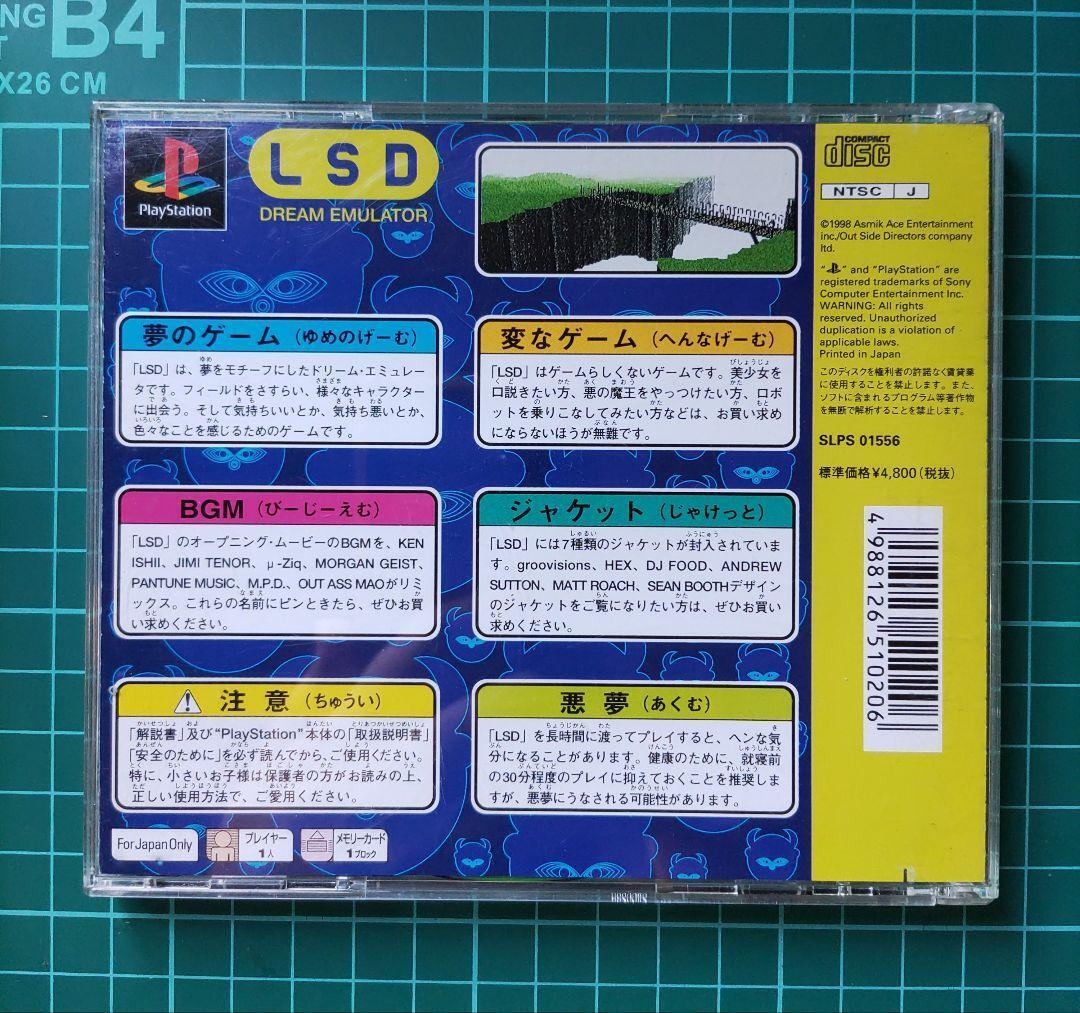 NG
B4
X26 CM
PlayStation
LSD
DREAM EMULATOR
夢のゲーム(ゆめのげーむ)
「LSD」は、夢をモチーフにしたドリーム・エミュレー
タです。フィールドをさすらい、様々なキャラクター
に出会う。そして気持ちいいとか、気持ち悪いとか、
色々なことを感じるためのゲームです。
変なゲーム(へんなげーむ)
「LSD」はゲームらしくないゲームです。美少女を
口説きたい方、悪の魔王をやっつけたい方、ロボ
ットを乗りこなしてみたい方などは、お買い求め
にならないほうが無難です。
BGM(びーじーえむ)
「LSD」のオープニング・ムービーのBGMを、KEN
ISHII、JIMI TENOR、μ-Ziq、MORGAN GEIST、
PANTUNE MUSIC、M.P.D.、OUT ASS MAOがリミ
ックス。これらの名前にピンときたら、ぜひお買
い求めください。
ジャケット(じゃけっと)
「LSD」には7種類のジャケットが封入されていま
す。groovisions、HEX、DJ FOOD、ANDREW
SUTTON、MATT ROACH、SEAN BOOTHデザイン
のジャケットをご覧になりたい方は、ぜひお買い
求めください。
注意(ちゅうい)
「解説書」及び“PlayStation”本体の「取扱説明書」
「安全のために」を必ず読んでから、ご使用ください。
特に、小さいお子様は保護者の方がお読みの上、
正しい使用方法で、ご愛用ください。
悪夢(あくむ)
「LSD」を長時間に渡ってプレイすると、ヘンな気
分になることがあります。健康のために、就寝前
の30分程度のプレイに抑えておくことを推奨しま
すが、悪夢にうなされる可能性があります。
For Japan Only
プレイヤー
1人
メモリーカード
1ブロック
COMPACT
disc
NTSC J
©1998 Asmik Ace Entertainment
inc./Out Side Directors company
ltd.
“ ” and “PlayStation” are
registered trademarks of Sony
Computer Entertainment Inc.
WARNING: All rights
reserved. Unauthorized
duplication is a violation of
applicable laws.
Printed in Japan
このディスクを権利者の許諾なく賃貸業
に使用することを禁止します。また、
ソフトに含まれるプログラム等著作物
を無断で解析することを禁止します。
SLPS 01556
標準価格¥4,800(税抜)
4 988126 510206